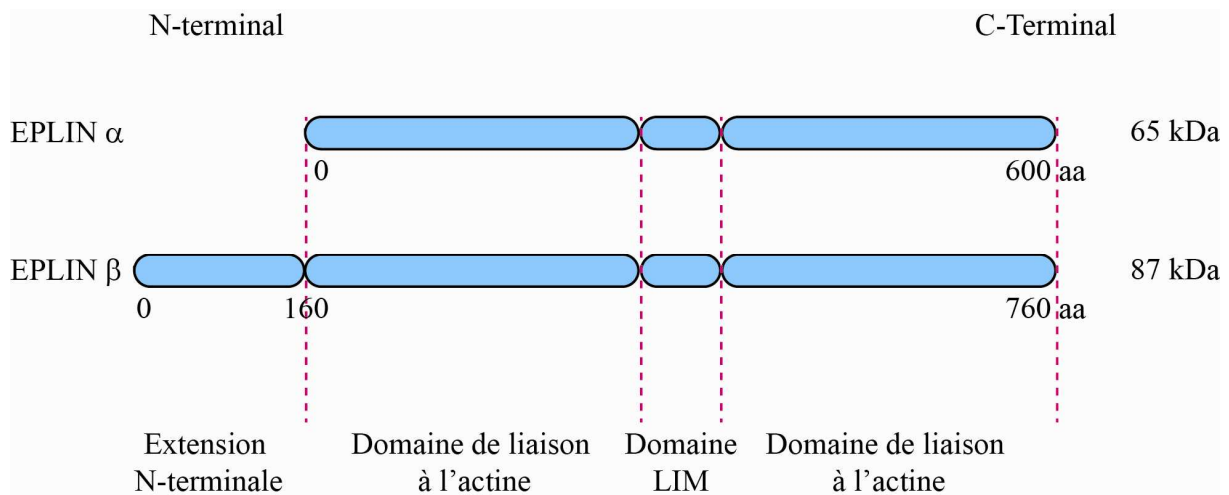 N-terminal C-Terminal
EPLIN α 65 kDa
0 600 aa
EPLIN β 87 kDa
0 160 760 aa
Extension Domaine de liaison Domaine Domaine de liaison
N-terminale à l’actine LIM à l’actine